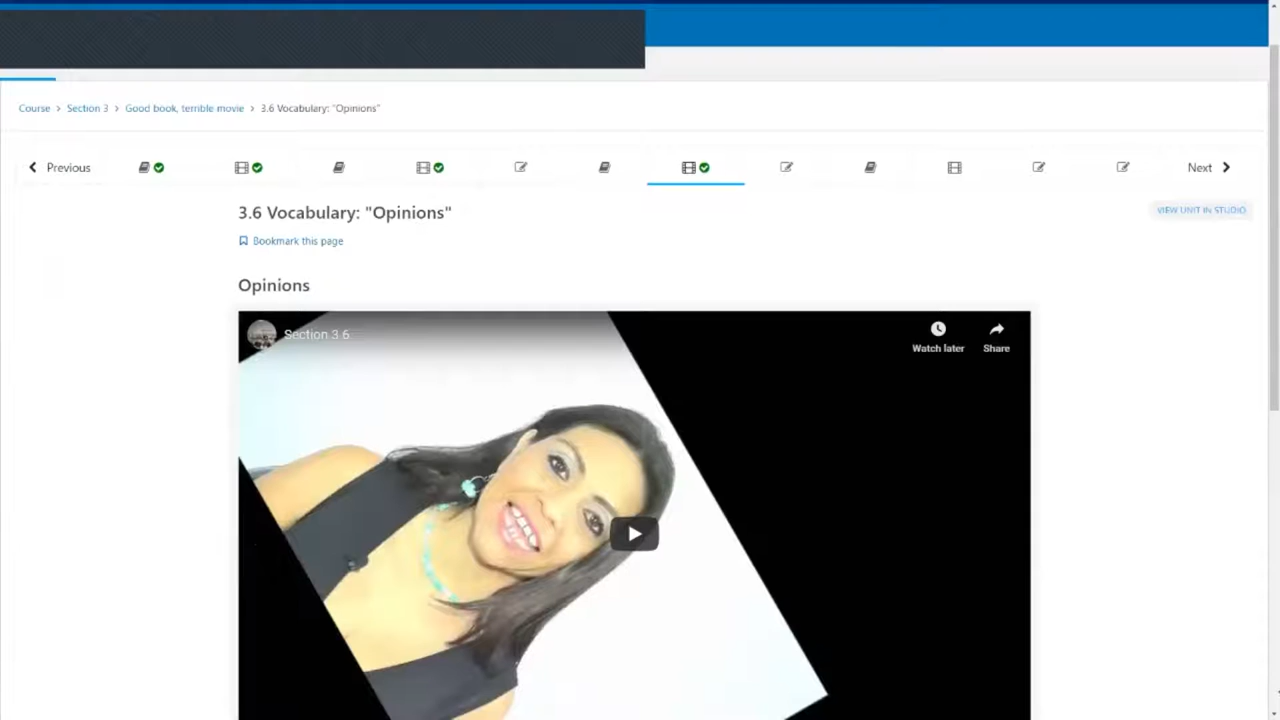 Course > Section 3 > Good book, terrible movie > 3.6 Vocabulary: "Opinions"
Previous
Next
3.6 Vocabulary: "Opinions"
VIEW UNIT IN STUDIO
Bookmark this page
Opinions
Section 3 6
Watch later
Share